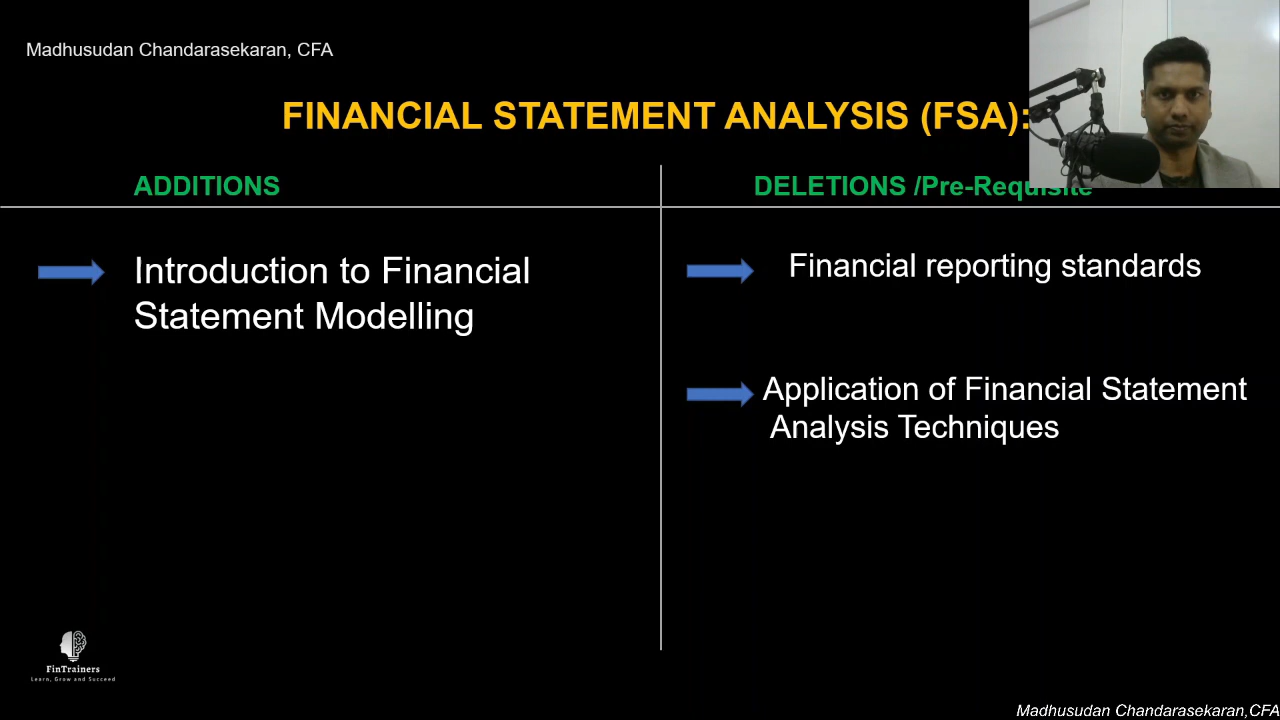 Madhusudan Chandarasekaran, CFA
FINANCIAL STATEMENT ANALYSIS (FSA):
ADDITIONS
DELETIONS /Pre-Requisite
Introduction to Financial
Statement Modelling
Financial reporting standards
Application of Financial Statement
Analysis Techniques
FinTrainers
Learn, Grow and Succeed
Madhusudan Chandarasekaran,CFA